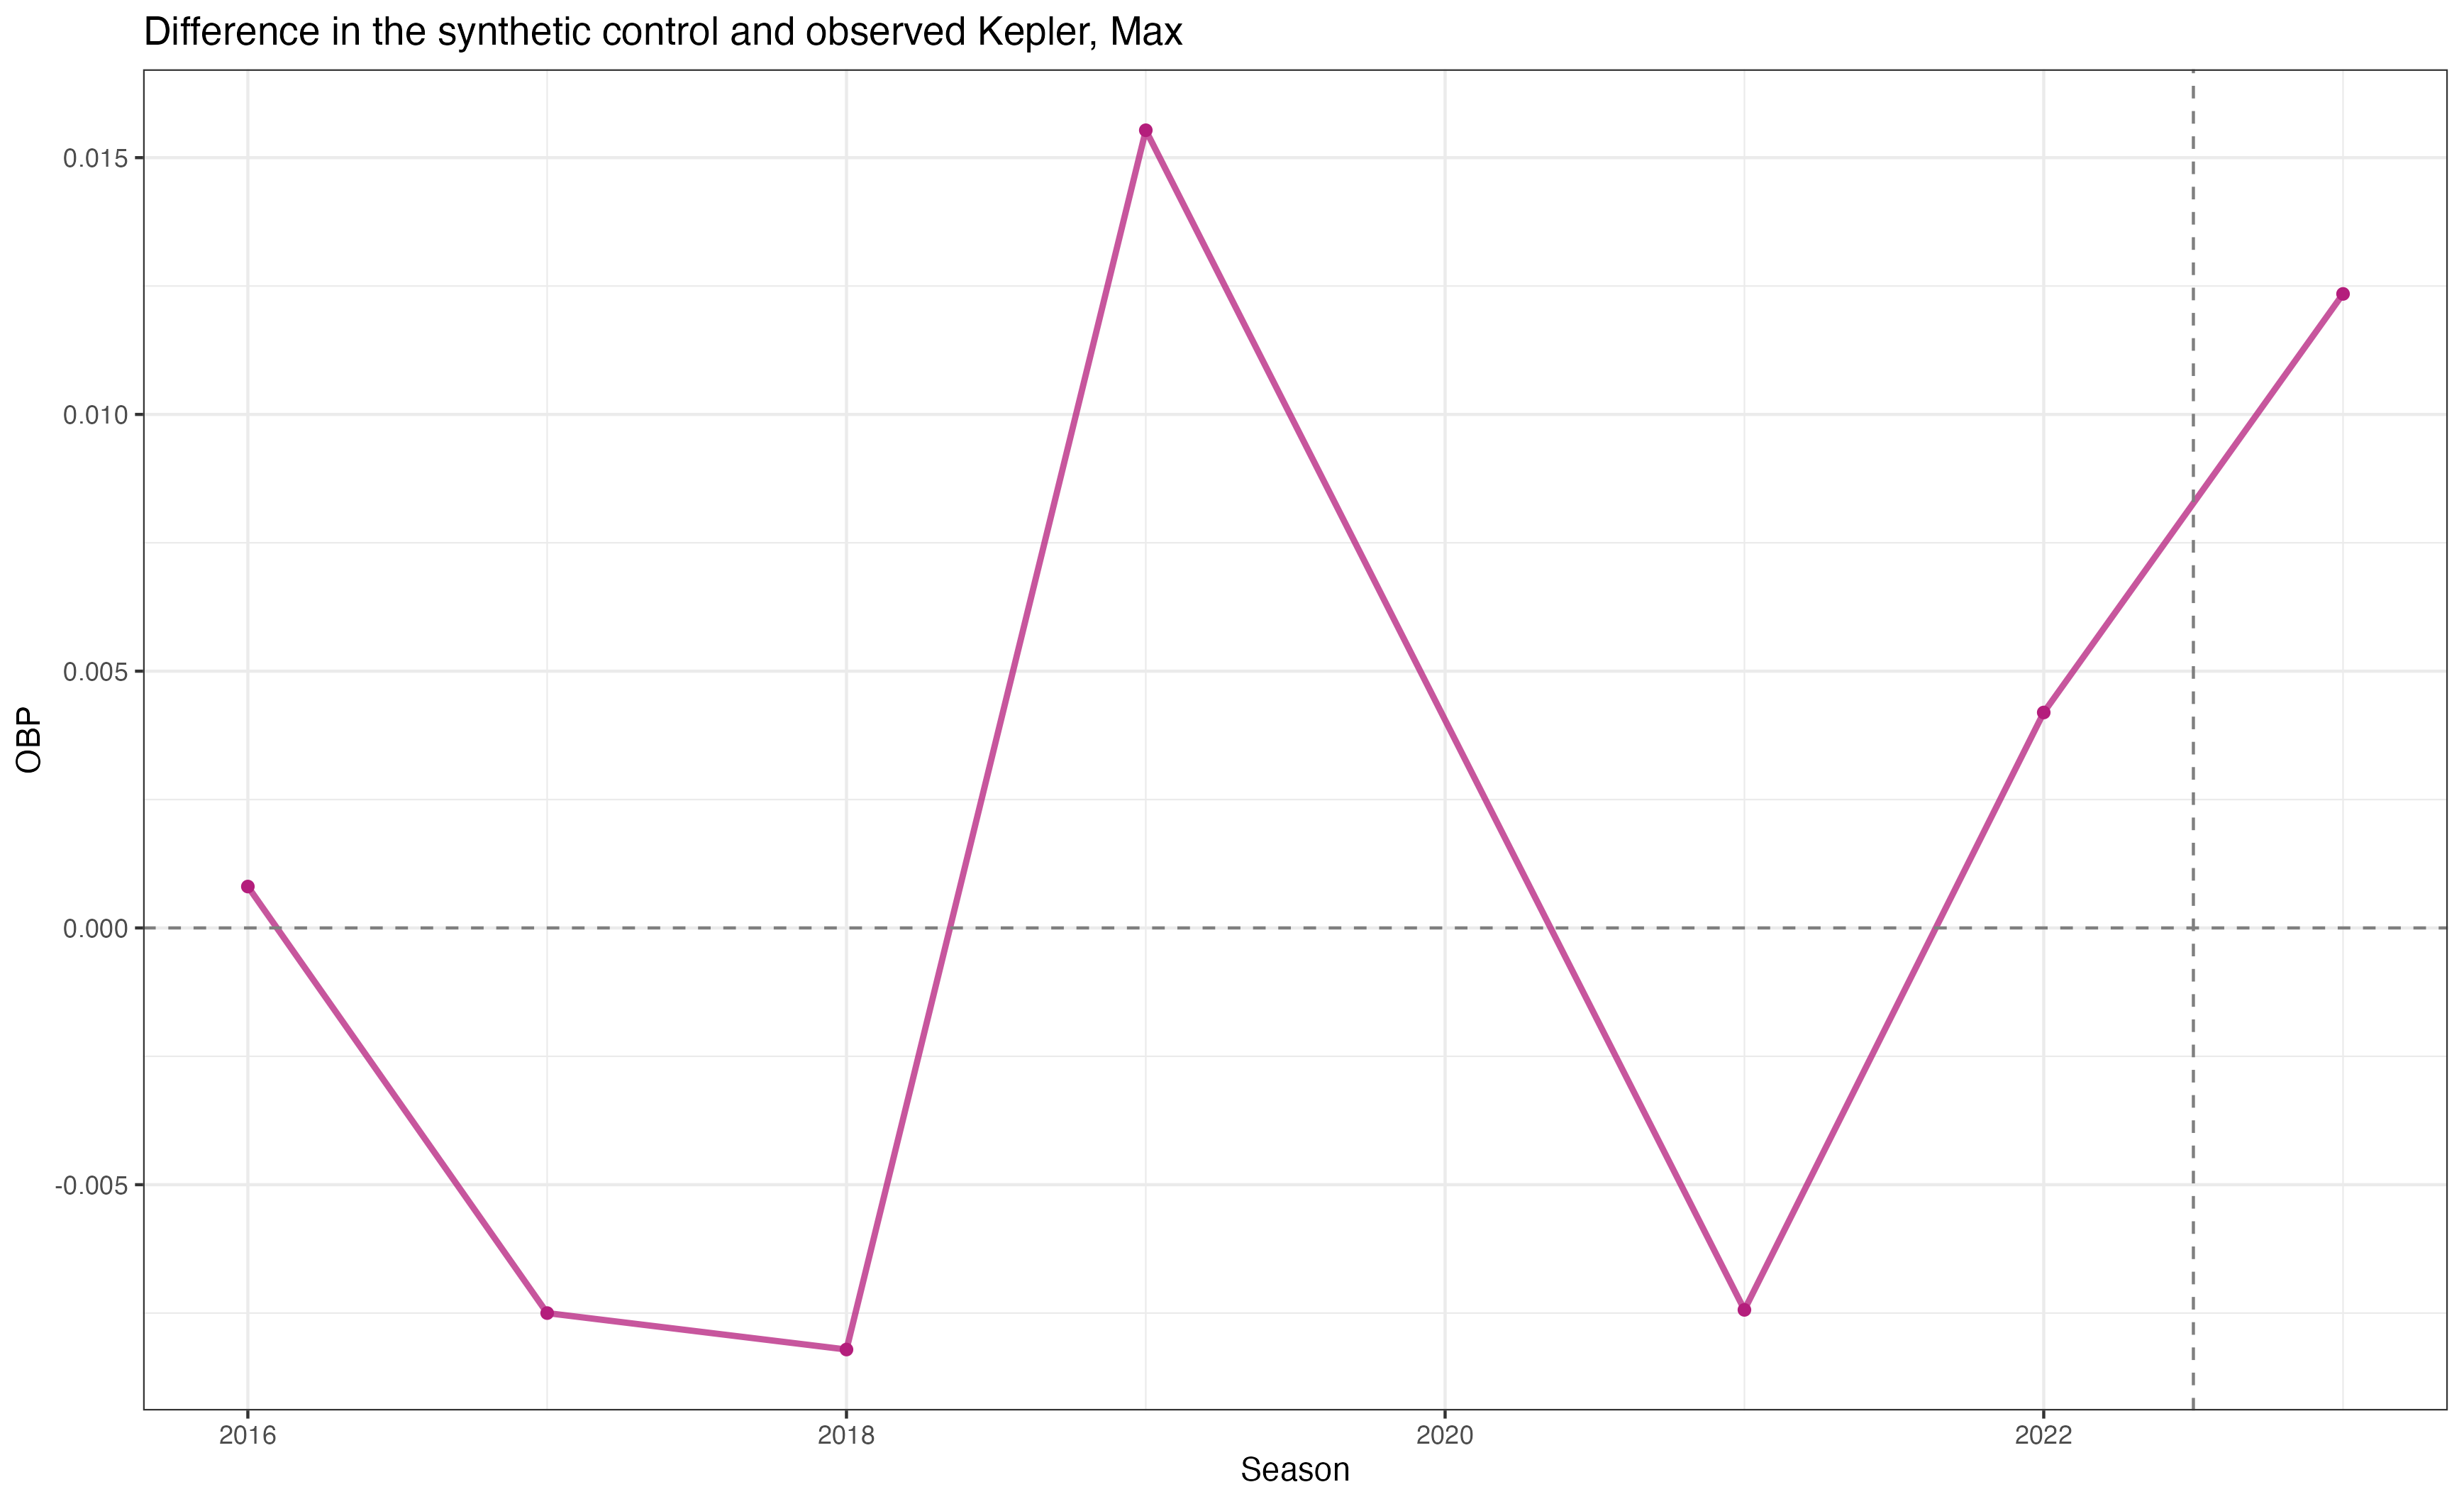 Difference in the synthetic control and observed Kepler, Max
0.015
0.010
0.005
0.000
-0.005
OBP
2016 2018 2020 2022
Season